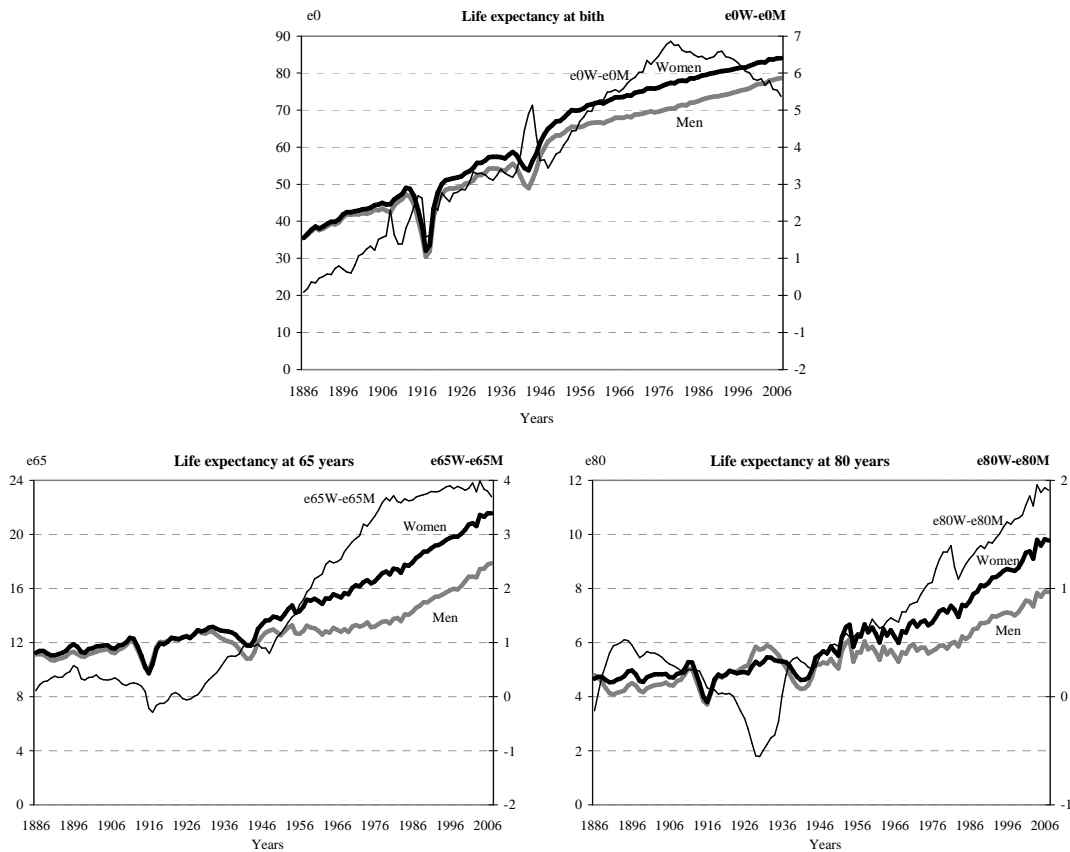 e0 Life expectancy at bith e0W-e0M
90 7
80 6
70 5
60 4
50 3
40 2
30 1
20 0
10 -1
0 -2
e0W-e0M Women
Men
1886 1896 1906 1916 1926 1936 1946 1956 1966 1976 1986 1996 2006
Years
e65 Life expectancy at 65 years e65W-e65M
24 4
20 3
16 2
12 1
8 0
4 -1
0 -2
e65W-e65M
Women
Men
1886 1896 1906 1916 1926 1936 1946 1956 1966 1976 1986 1996 2006
Years
e80 Life expectancy at 80 years e80W-e80M
12 2
10
8 1
6
4 0
2
0 -1
e80W-e80M
Women
Men
1886 1896 1906 1916 1926 1936 1946 1956 1966 1976 1986 1996 2006
Years